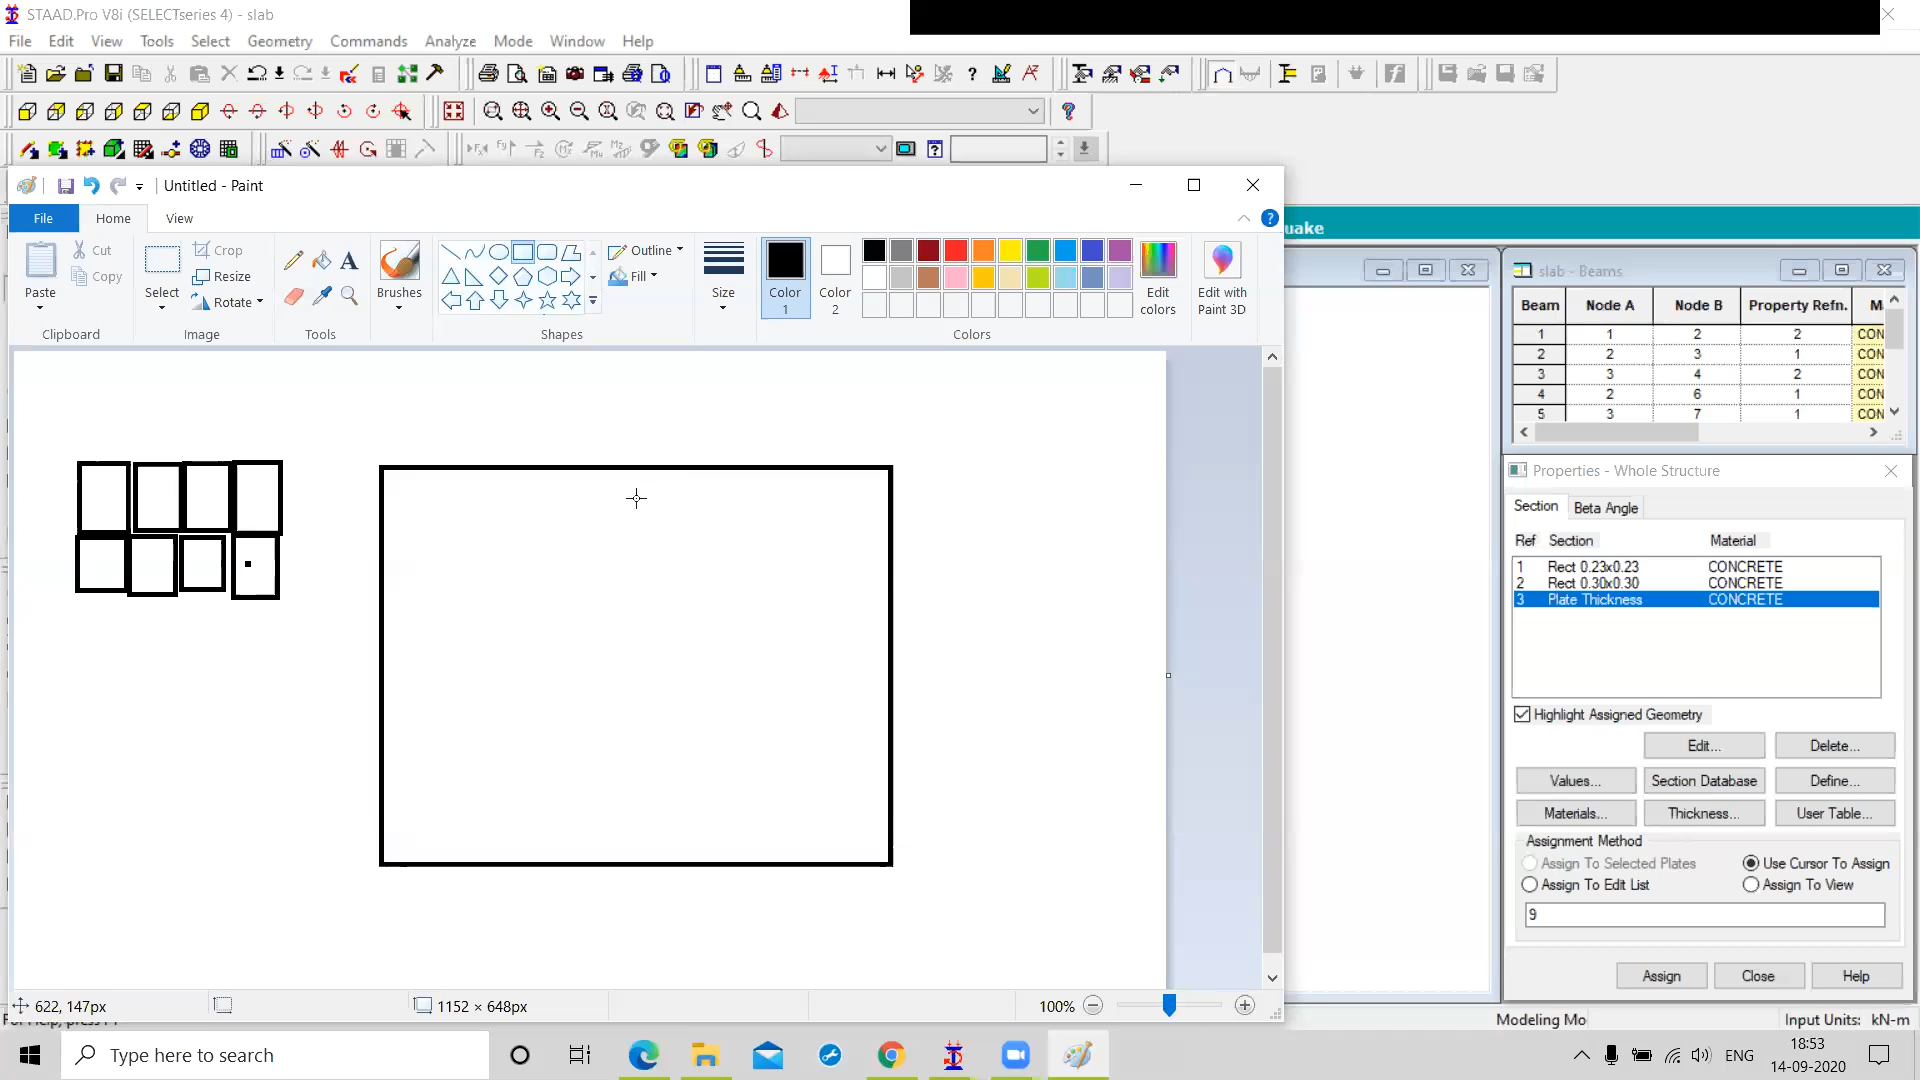 STAAD.Pro V8i (SELECTseries 4) - slab
File Edit View Tools Select Geometry Commands Analyze Mode Window Help
Untitled - Paint
File Home View
Paste
Cut
Copy
Clipboard
Select
Crop
Resize
Rotate
Image
Tools
Brushes
Outline
Fill
Shapes
Size
Color 1
Color 2
Edit colors
Colors
Edit with Paint 3D
uake
slab - Beams
Beam Node A Node B Property Refn. M
1 1 2 2 CON
2 2 3 1 CON
3 3 4 2 CON
4 2 6 1 CON
5 3 7 1 CON
Properties - Whole Structure
Section Beta Angle
Ref Section Material
1 Rect 0.23x0.23 CONCRETE
2 Rect 0.30x0.30 CONCRETE
3 Plate Thickness CONCRETE
Highlight Assigned Geometry
Edit... Delete...
Values... Section Database Define...
Materials... Thickness... User Table...
Assignment Method
Assign To Selected Plates Use Cursor To Assign
Assign To Edit List Assign To View
9
Assign Close Help
622, 147px 1152 × 648px 100%
Modeling Mo Input Units: kN-m
Type here to search
ENG
18:53
14-09-2020